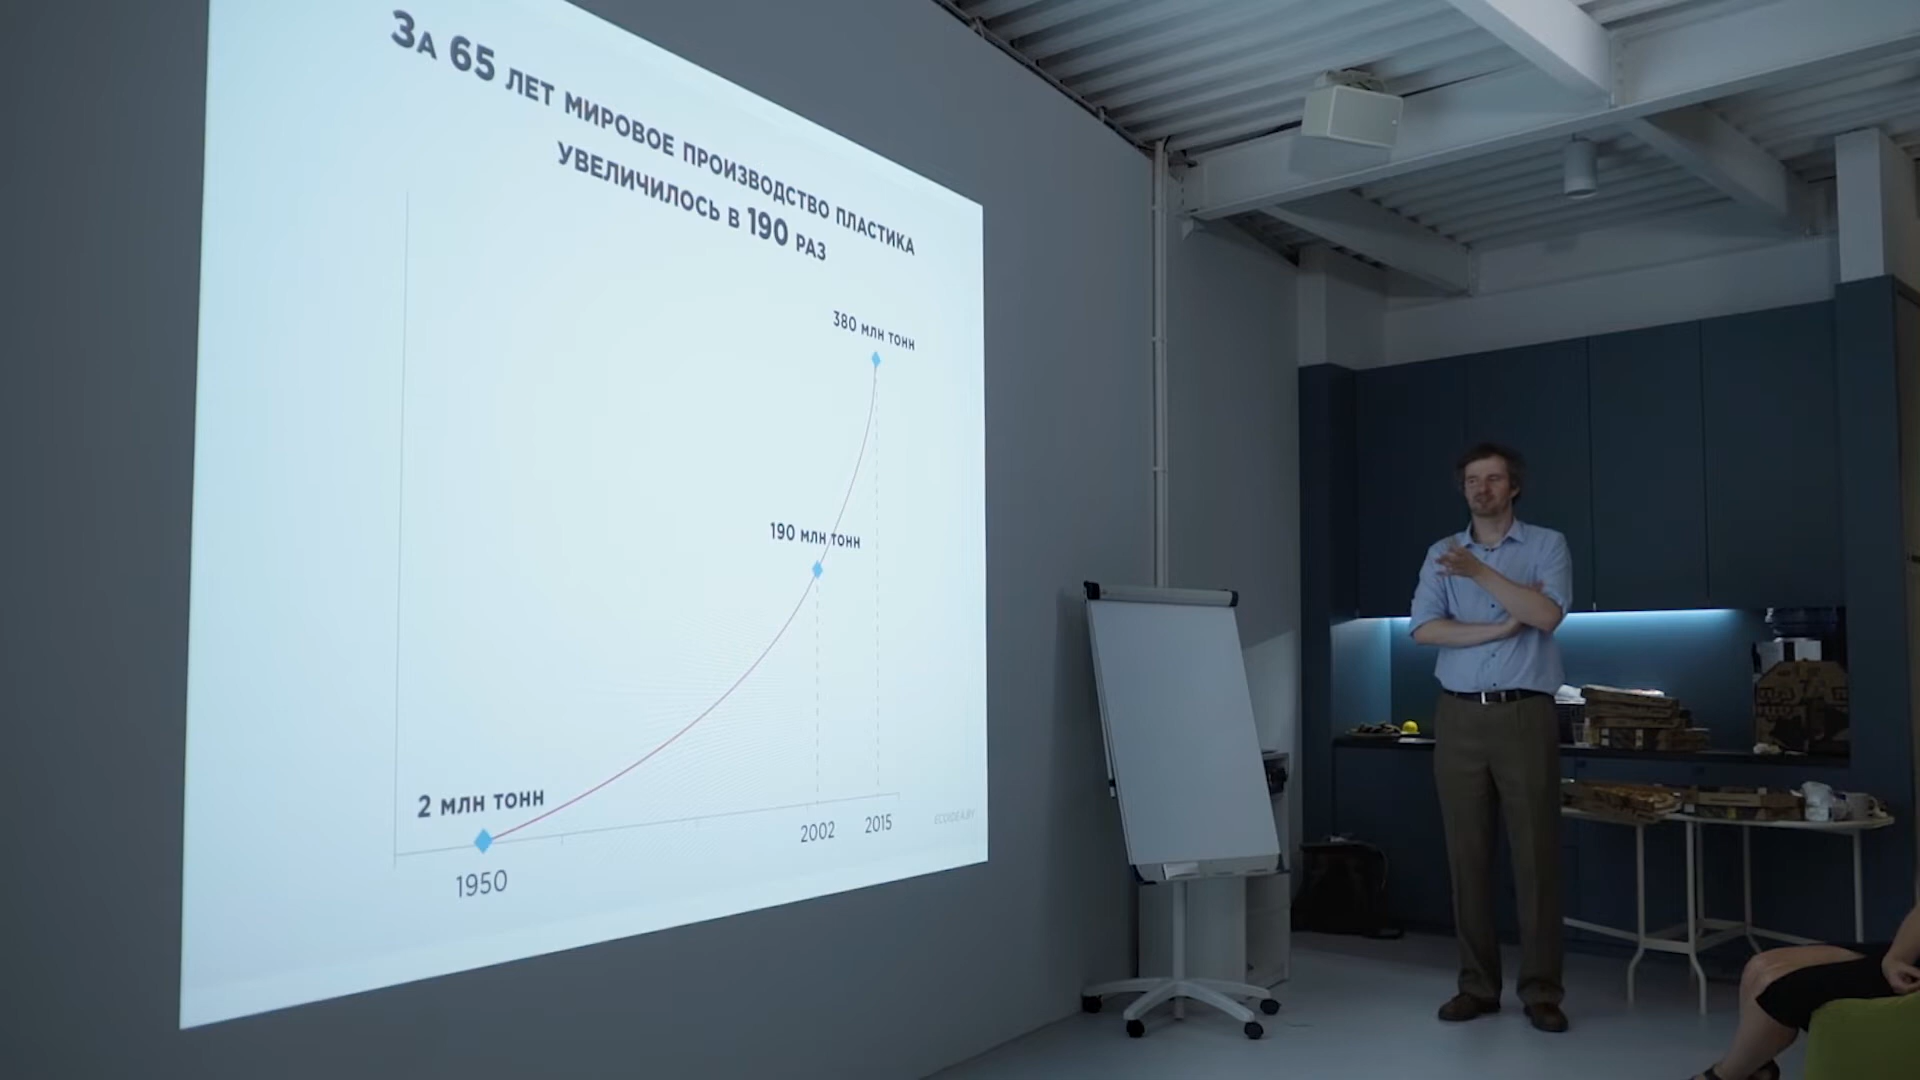 За 65 лет мировое производство пластика
увеличилось в 190 раз
380 млн тонн
190 млн тонн
2 млн тонн
1950
2002
2015
ECOIDEA.BY